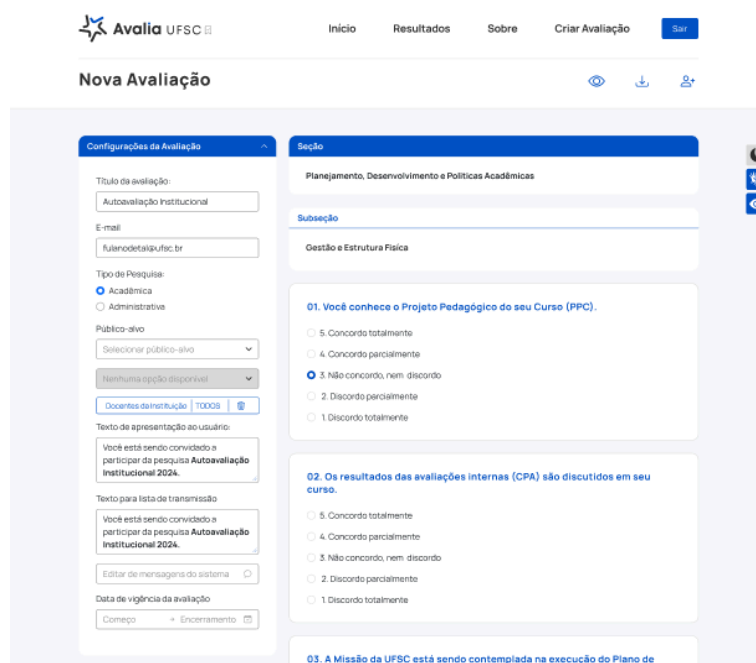 Avalia UFSC
Início Resultados Sobre Criar Avaliação Sair
Nova Avaliação
Configurações da Avaliação
Título da avaliação:
Autoavaliação Institucional
E-mail
fulanodetal@ufsc.br
Tipo de Pesquisa:
Acadêmica
Administrativa
Público-alvo
Selecionar público-alvo
Nenhuma opção disponível
Docentes da Instituição TODOS
Texto de apresentação ao usuário:
Você está sendo convidado a
participar da pesquisa Autoavaliação
Institucional 2024.
Texto para lista de transmissão
Você está sendo convidado a
participar da pesquisa Autoavaliação
Institucional 2024.
Editar de mensagens do sistema
Data de vigência da avaliação
Começo Encerramento
Seção
Planejamento, Desenvolvimento e Políticas Acadêmicas
Subseção
Gestão e Estrutura Física
01. Você conhece o Projeto Pedagógico do seu Curso (PPC).
5. Concordo totalmente
4. Concordo parcialmente
3. Não concordo, nem discordo
2. Discordo parcialmente
1. Discordo totalmente
02. Os resultados das avaliações internas (CPA) são discutidos em seu
curso.
5. Concordo totalmente
4. Concordo parcialmente
3. Não concordo, nem discordo
2. Discordo parcialmente
1. Discordo totalmente
03. A Missão da UFSC está sendo contemplada na execução do Plano de